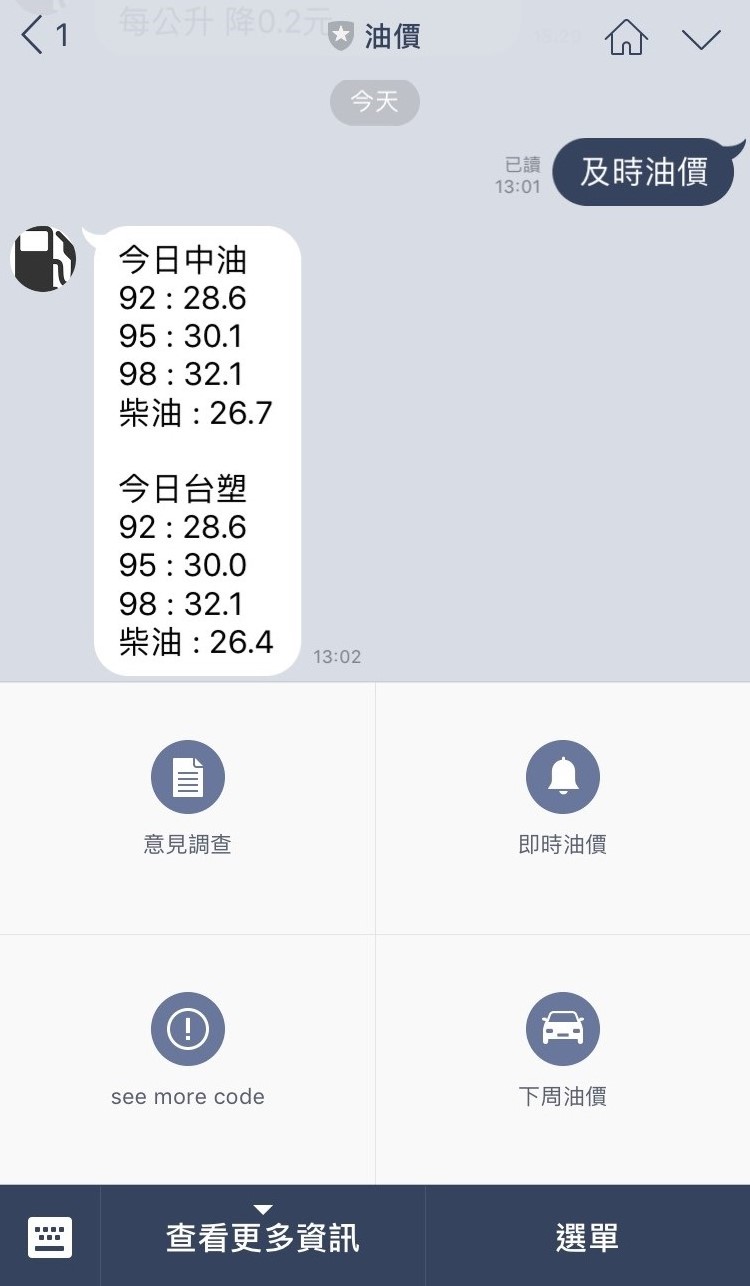 每公升 降0.2元
1
油價
今天
已讀
13:01
及時油價
今日中油
92 : 28.6
95 : 30.1
98 : 32.1
柴油 : 26.7
今日台塑
92 : 28.6
95 : 30.0
98 : 32.1
柴油 : 26.4
13:02
意見調查
即時油價
see more code
下周油價
查看更多資訊
選單